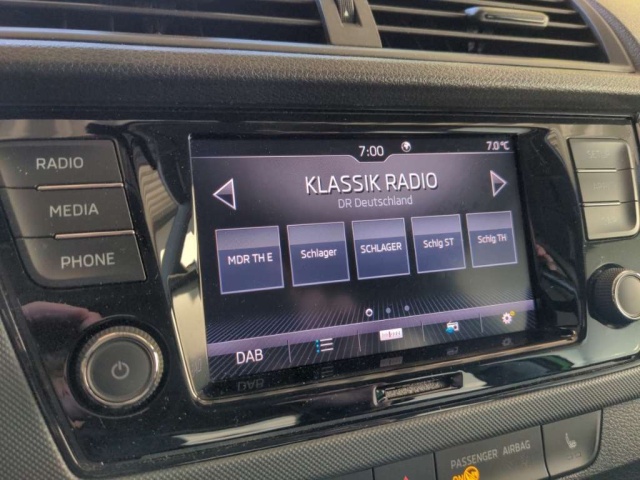 RADIO
MEDIA
PHONE
7:00
7.0°C
KLASSIK RADIO
DR Deutschland
MDR TH E
Schlager
SCHLAGER
Schlg ST
Schlg TH
DAB
PASSENGER AIRBAG
ON